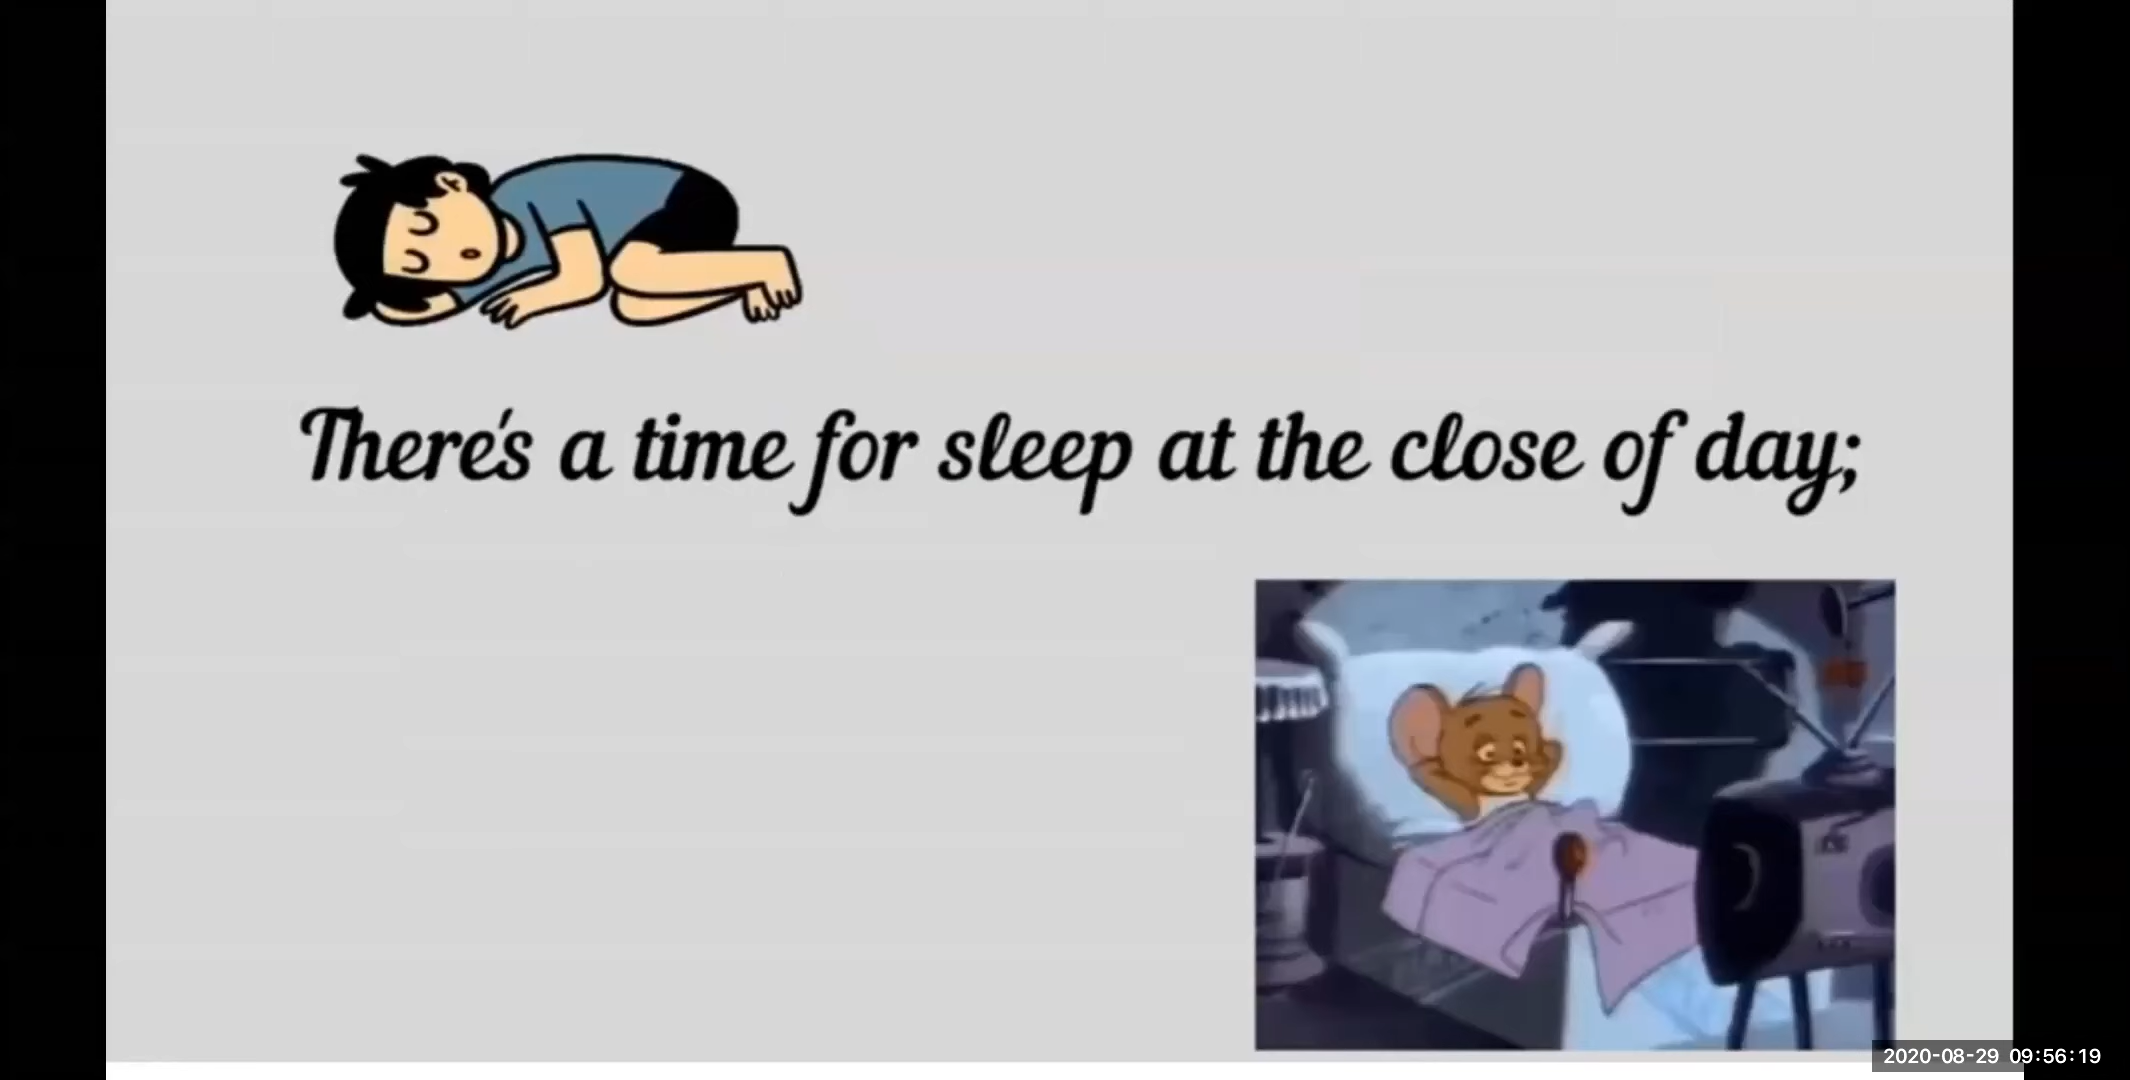 There's a time for sleep at the close of day;
2020-08-29 09:56:19